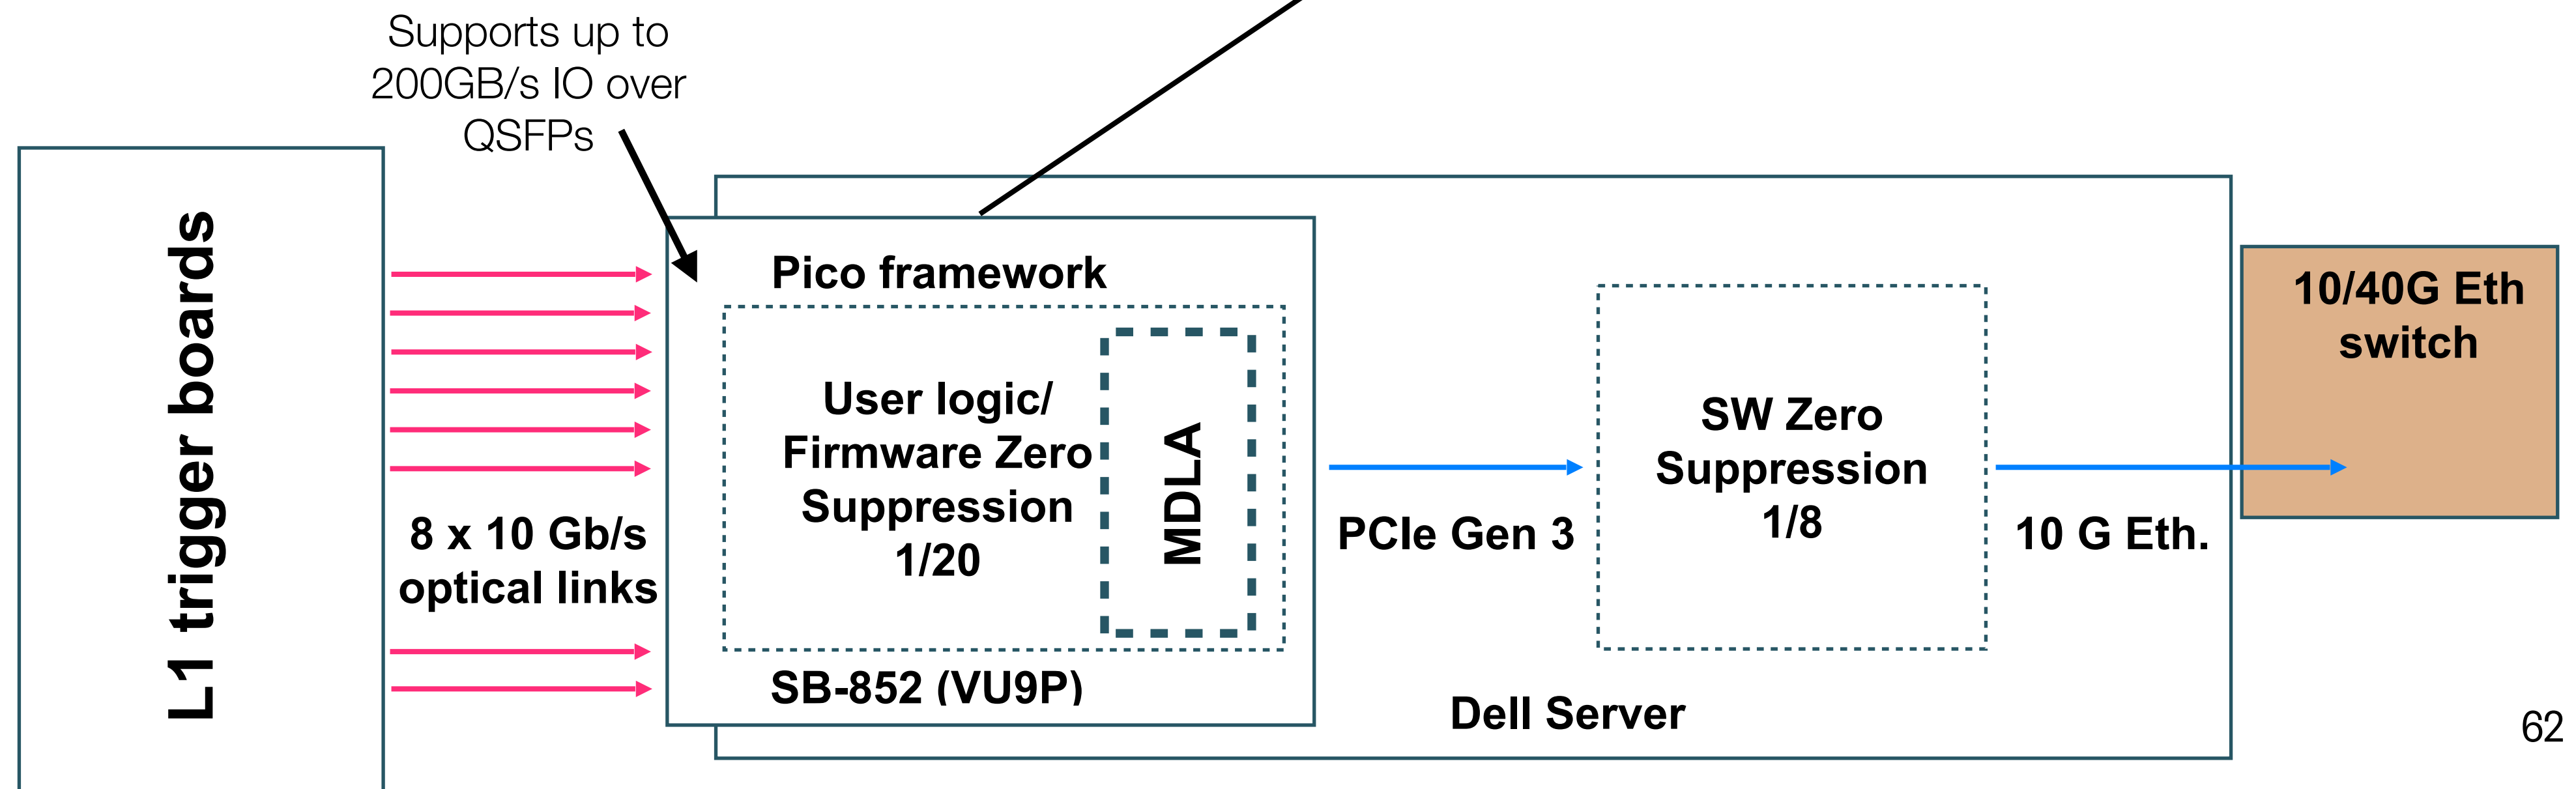 Supports up to
200GB/s IO over
QSFPs
L1 trigger boards
8 x 10 Gb/s
optical links
Pico framework
User logic/
Firmware Zero
Suppression
1/20
MDLA
SB-852 (VU9P)
PCIe Gen 3
SW Zero
Suppression
1/8
Dell Server
10 G Eth.
10/40G Eth
switch
62